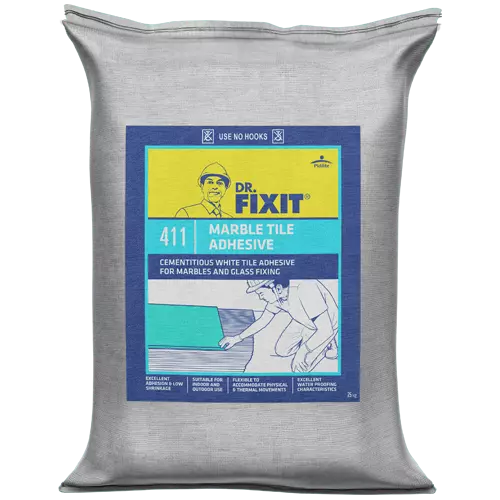 USE NO HOOKS
Pidilite
DR.
FIXIT®
411
MARBLE TILE
ADHESIVE
CEMENTITIOUS WHITE TILE ADHESIVE
FOR MARBLES AND GLASS FIXING
EXCELLENT
ADHESION & LOW
SHRINKAGE
SUITABLE FOR
INDOOR AND
OUTDOOR USE
FLEXIBLE TO
ACCOMMODATE PHYSICAL
& THERMAL MOVEMENTS
EXCELLENT
WATER PROOFING
CHARACTERISTICS